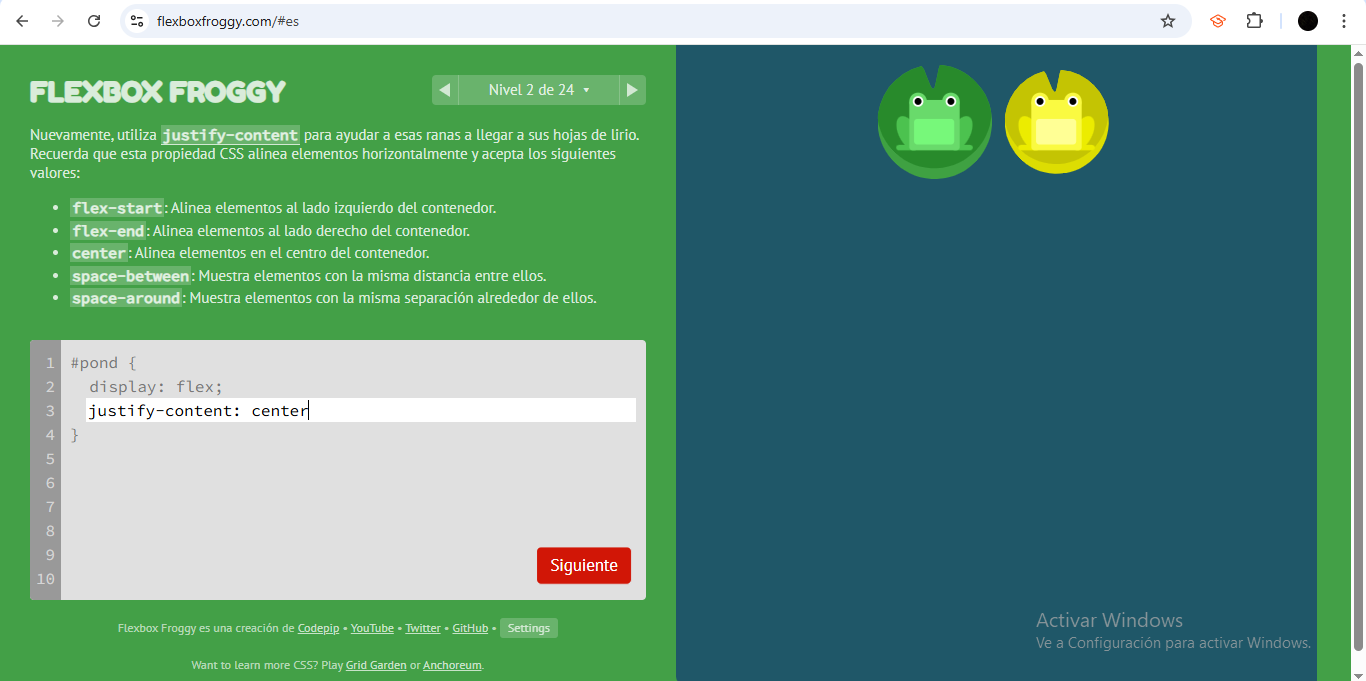 flexboxfroggy.com/#es
FLEXBOX FROGGY
Nivel 2 de 24
Nuevamente, utiliza justify-content para ayudar a esas ranas a llegar a sus hojas de lirio.
Recuerda que esta propiedad CSS alinea elementos horizontalmente y acepta los siguientes
valores:
• flex-start: Alinea elementos al lado izquierdo del contenedor.
• flex-end: Alinea elementos al lado derecho del contenedor.
• center: Alinea elementos en el centro del contenedor.
• space-between: Muestra elementos con la misma distancia entre ellos.
• space-around: Muestra elementos con la misma separación alrededor de ellos.
1 #pond {
2 display: flex;
3 justify-content: center
4 }
5
6
7
8
9
10
Siguiente
Flexbox Froggy es una creación de Codepip • YouTube • Twitter • GitHub • Settings
Want to learn more CSS? Play Grid Garden or Anchoreum.
Activar Windows
Ve a Configuración para activar Windows.